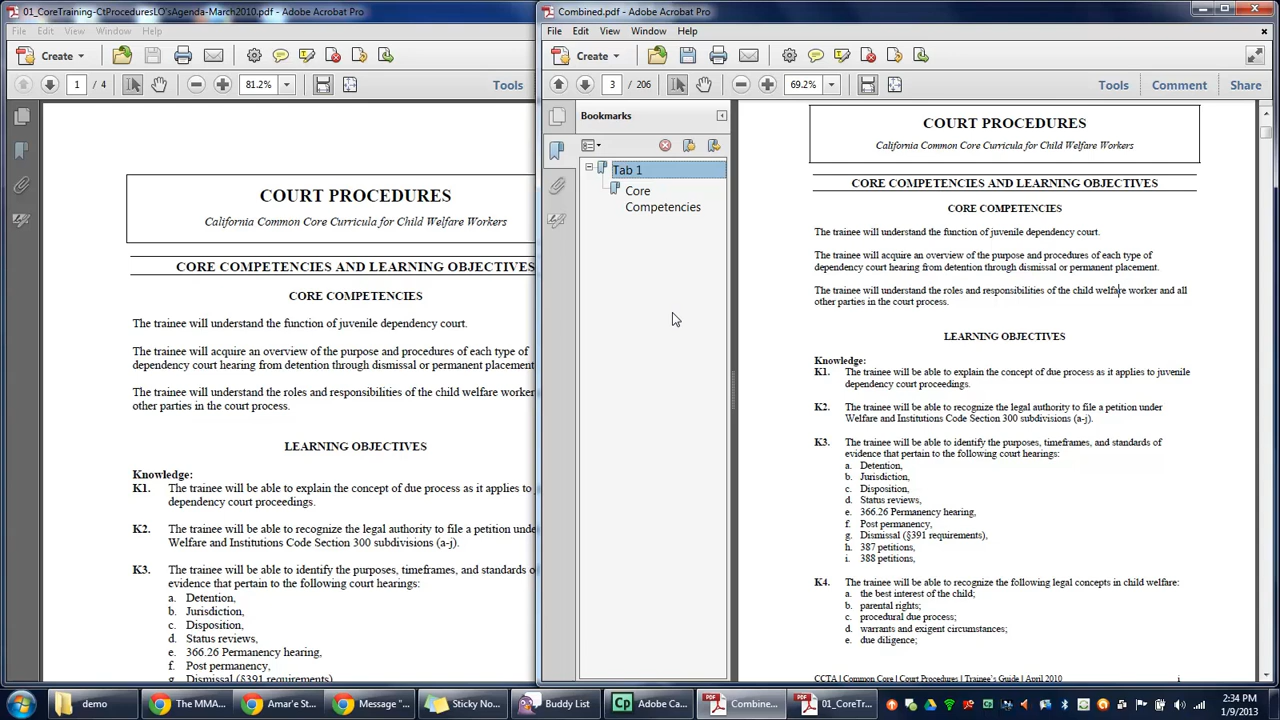 01_CoreTraining-CtProceduresLO'sAgenda-March2010.pdf - Adobe Acrobat Pro
File Edit View Window Help
Create
1 / 4
81.2%
Tools
COURT PROCEDURES
California Common Core Curricula for Child Welfare Workers
CORE COMPETENCIES AND LEARNING OBJECTIVES
CORE COMPETENCIES
The trainee will understand the function of juvenile dependency court.
The trainee will acquire an overview of the purpose and procedures of each type of
dependency court hearing from detention through dismissal or permanent placement
The trainee will understand the roles and responsibilities of the child welfare worker
other parties in the court process.
LEARNING OBJECTIVES
Knowledge:
K1. The trainee will be able to explain the concept of due process as it applies to
dependency court proceedings.
K2. The trainee will be able to recognize the legal authority to file a petition unde
Welfare and Institutions Code Section 300 subdivisions (a-j).
K3. The trainee will be able to identify the purposes, timeframes, and standards o
evidence that pertain to the following court hearings:
a. Detention,
b. Jurisdiction,
c. Disposition,
d. Status reviews,
e. 366.26 Permanency hearing,
f. Post permanency,
g. Dismissal (§391 requirements)
Combined.pdf - Adobe Acrobat Pro
File Edit View Window Help
Create
3 / 206
69.2%
Tools Comment Share
Bookmarks
Tab 1
Core
Competencies
COURT PROCEDURES
California Common Core Curricula for Child Welfare Workers
CORE COMPETENCIES AND LEARNING OBJECTIVES
CORE COMPETENCIES
The trainee will understand the function of juvenile dependency court.
The trainee will acquire an overview of the purpose and procedures of each type of
dependency court hearing from detention through dismissal or permanent placement.
The trainee will understand the roles and responsibilities of the child welfare worker and all
other parties in the court process.
LEARNING OBJECTIVES
Knowledge:
K1. The trainee will be able to explain the concept of due process as it applies to juvenile
dependency court proceedings.
K2. The trainee will be able to recognize the legal authority to file a petition under
Welfare and Institutions Code Section 300 subdivisions (a-j).
K3. The trainee will be able to identify the purposes, timeframes, and standards of
evidence that pertain to the following court hearings:
a. Detention,
b. Jurisdiction,
c. Disposition,
d. Status reviews,
e. 366.26 Permanency hearing,
f. Post permanency,
g. Dismissal (§391 requirements),
h. 387 petitions,
i. 388 petitions,
K4. The trainee will be able to recognize the following legal concepts in child welfare:
a. the best interest of the child;
b. parental rights;
c. procedural due process;
d. warrants and exigent circumstances;
e. due diligence;
CCTA | Common Core | Court Procedures | Trainee's Guide | April 2010 i
demo
The MMA...
Amar'e St...
Message "...
Sticky No...
Buddy List
Adobe Ca...
Combine...
01_CoreTr...
2:34 PM
1/9/2013